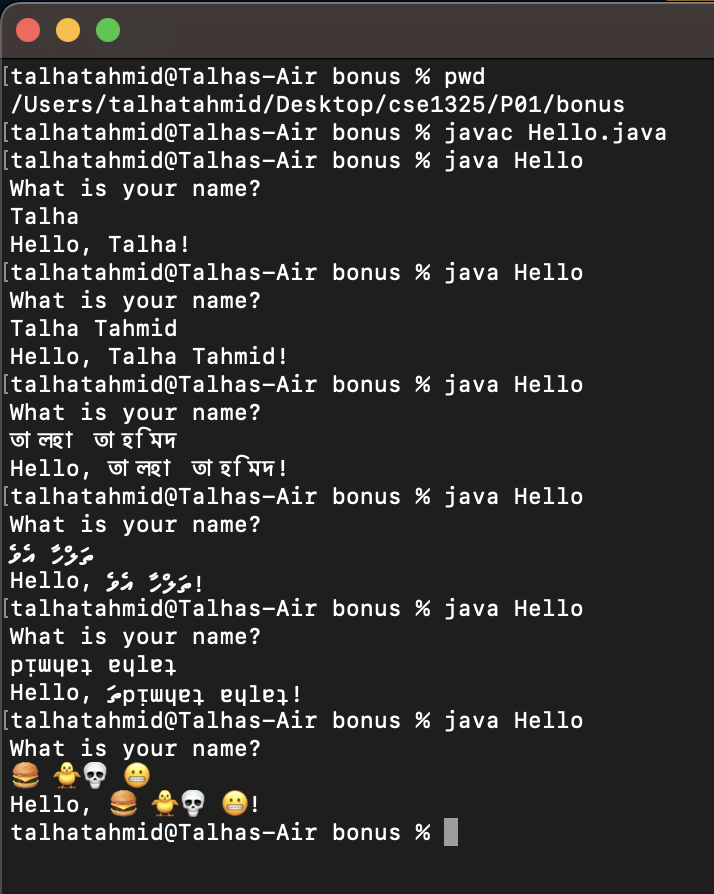 [talhatahmid@Talhas-Air bonus % pwd
/Users/talhatahmid/Desktop/cse1325/P01/bonus
[talhatahmid@Talhas-Air bonus % javac Hello.java
[talhatahmid@Talhas-Air bonus % java Hello
What is your name?
Talha
Hello, Talha!
[talhatahmid@Talhas-Air bonus % java Hello
What is your name?
Talha Tahmid
Hello, Talha Tahmid!
[talhatahmid@Talhas-Air bonus % java Hello
What is your name?
তালহা তাহমিদ
Hello, তালহা তাহমিদ!
[talhatahmid@Talhas-Air bonus % java Hello
What is your name?
ތަލްހާ އެވެ
Hello, ތަލްހާ އެވެ!
[talhatahmid@Talhas-Air bonus % java Hello
What is your name?
pᴉɯɥɐʇ ɐɥlɐʇ
Hello, ތަpᴉɯɥɐʇ ɐɥlɐʇ!
[talhatahmid@Talhas-Air bonus % java Hello
What is your name?
🍔 🐥💀 😬
Hello, 🍔 🐥💀 😬!
talhatahmid@Talhas-Air bonus %